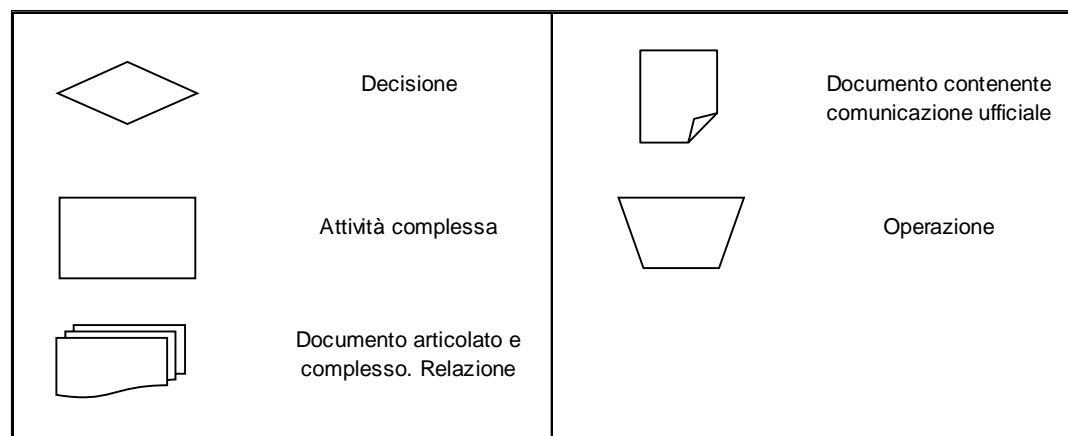 Decisione
Attività complessa
Documento articolato e
complesso. Relazione
Documento contenente
comunicazione ufficiale
Operazione